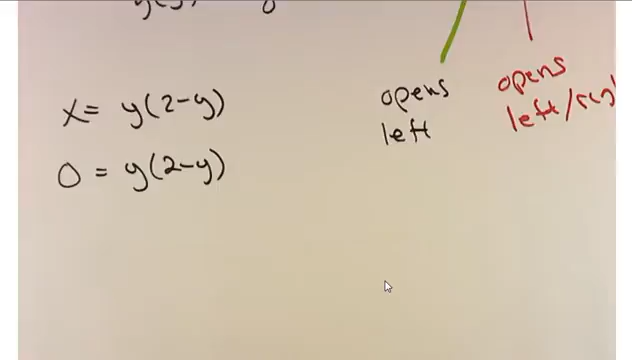 x = y(2-y)
0 = y(2-y)
opens
left
opens
left/